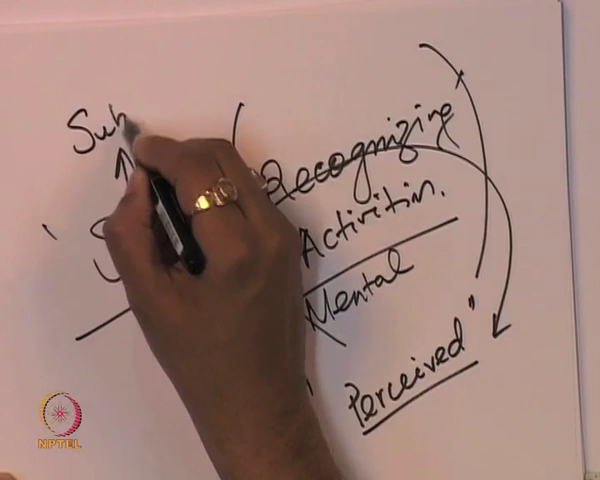 Sub
S
Recognizing
Activities.
Mental
Perceived"
NPTEL